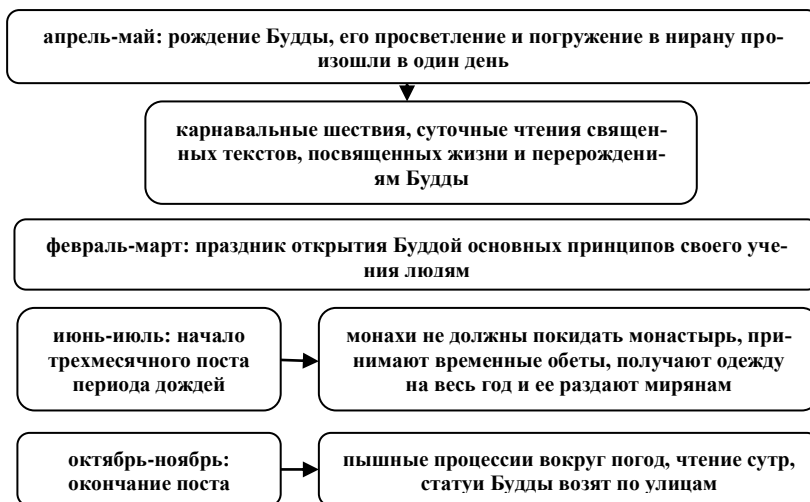 апрель-май: рождение Будды, его просветление и погружение в нирану про-
изошли в один день
карнавальные шествия, суточные чтения священ-
ных текстов, посвященных жизни и перерождени-
ям Будды
февраль-март: праздник открытия Буддой основных принципов своего уче-
ния людям
июнь-июль: начало
трехмесячного поста
периода дождей
монахи не должны покидать монастырь, при-
нимают временные обеты, получают одежду
на весь год и ее раздают мирянам
октябрь-ноябрь:
окончание поста
пышные процессии вокруг погод, чтение сутр,
статуи Будды возят по улицам